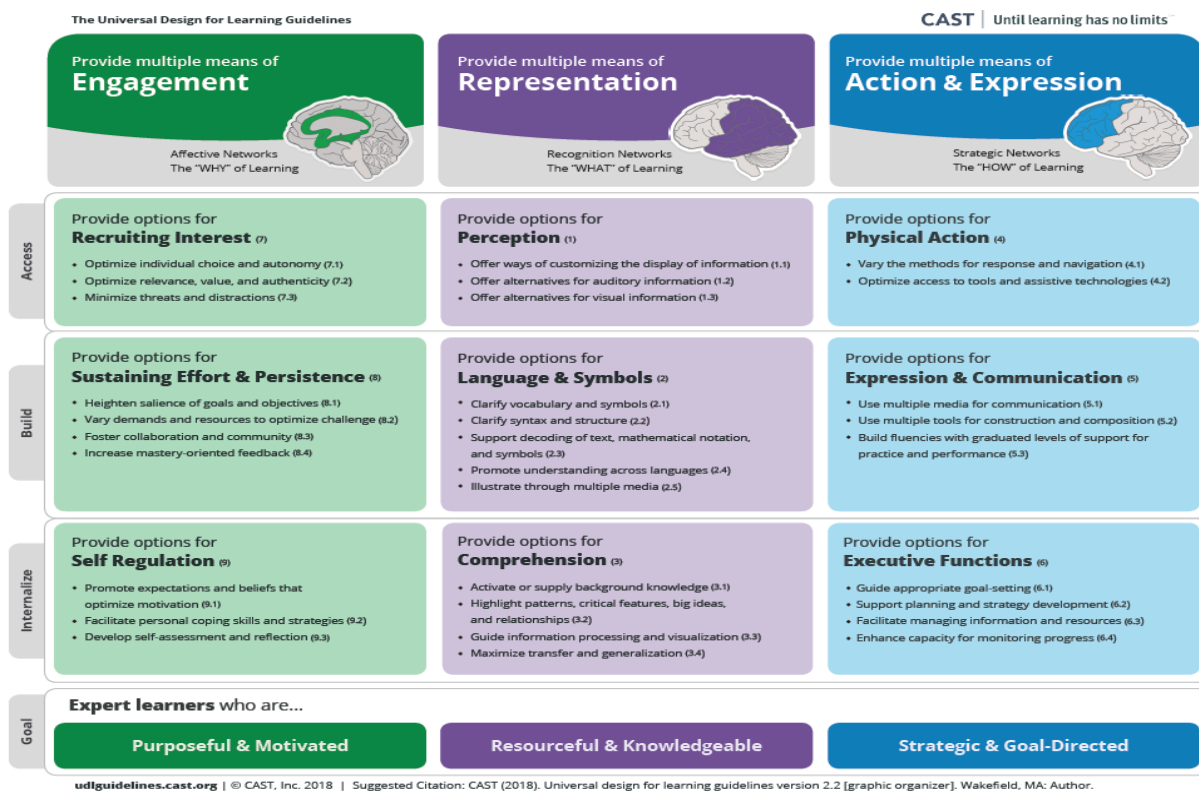 The Universal Design for Learning Guidelines
CAST | Until learning has no limits
Provide multiple means of
Engagement
Affective Networks
The "WHY" of Learning
Provide multiple means of
Representation
Recognition Networks
The "WHAT" of Learning
Provide multiple means of
Action & Expression
Strategic Networks
The "HOW" of Learning
Access
Provide options for
Recruiting Interest (7)
• Optimize individual choice and autonomy (7.1)
• Optimize relevance, value, and authenticity (7.2)
• Minimize threats and distractions (7.3)
Provide options for
Perception (1)
• Offer ways of customizing the display of information (1.1)
• Offer alternatives for auditory information (1.2)
• Offer alternatives for visual information (1.3)
Provide options for
Physical Action (4)
• Vary the methods for response and navigation (4.1)
• Optimize access to tools and assistive technologies (4.2)
Build
Provide options for
Sustaining Effort & Persistence (8)
• Heighten salience of goals and objectives (8.1)
• Vary demands and resources to optimize challenge (8.2)
• Foster collaboration and community (8.3)
• Increase mastery-oriented feedback (8.4)
Provide options for
Language & Symbols (2)
• Clarify vocabulary and symbols (2.1)
• Clarify syntax and structure (2.2)
• Support decoding of text, mathematical notation,
and symbols (2.3)
• Promote understanding across languages (2.4)
• Illustrate through multiple media (2.5)
Provide options for
Expression & Communication (5)
• Use multiple media for communication (5.1)
• Use multiple tools for construction and composition (5.2)
• Build fluencies with graduated levels of support for
practice and performance (5.3)
Internalize
Provide options for
Self Regulation (9)
• Promote expectations and beliefs that
optimize motivation (9.1)
• Facilitate personal coping skills and strategies (9.2)
• Develop self-assessment and reflection (9.3)
Provide options for
Comprehension (3)
• Activate or supply background knowledge (3.1)
• Highlight patterns, critical features, big ideas,
and relationships (3.2)
• Guide information processing and visualization (3.3)
• Maximize transfer and generalization (3.4)
Provide options for
Executive Functions (6)
• Guide appropriate goal-setting (6.1)
• Support planning and strategy development (6.2)
• Facilitate managing information and resources (6.3)
• Enhance capacity for monitoring progress (6.4)
Goal
Expert learners who are...
Purposeful & Motivated
Resourceful & Knowledgeable
Strategic & Goal-Directed
udlguidelines.cast.org | © CAST, Inc. 2018 | Suggested Citation: CAST (2018). Universal design for learning guidelines version 2.2 [graphic organizer]. Wakefield, MA: Author.